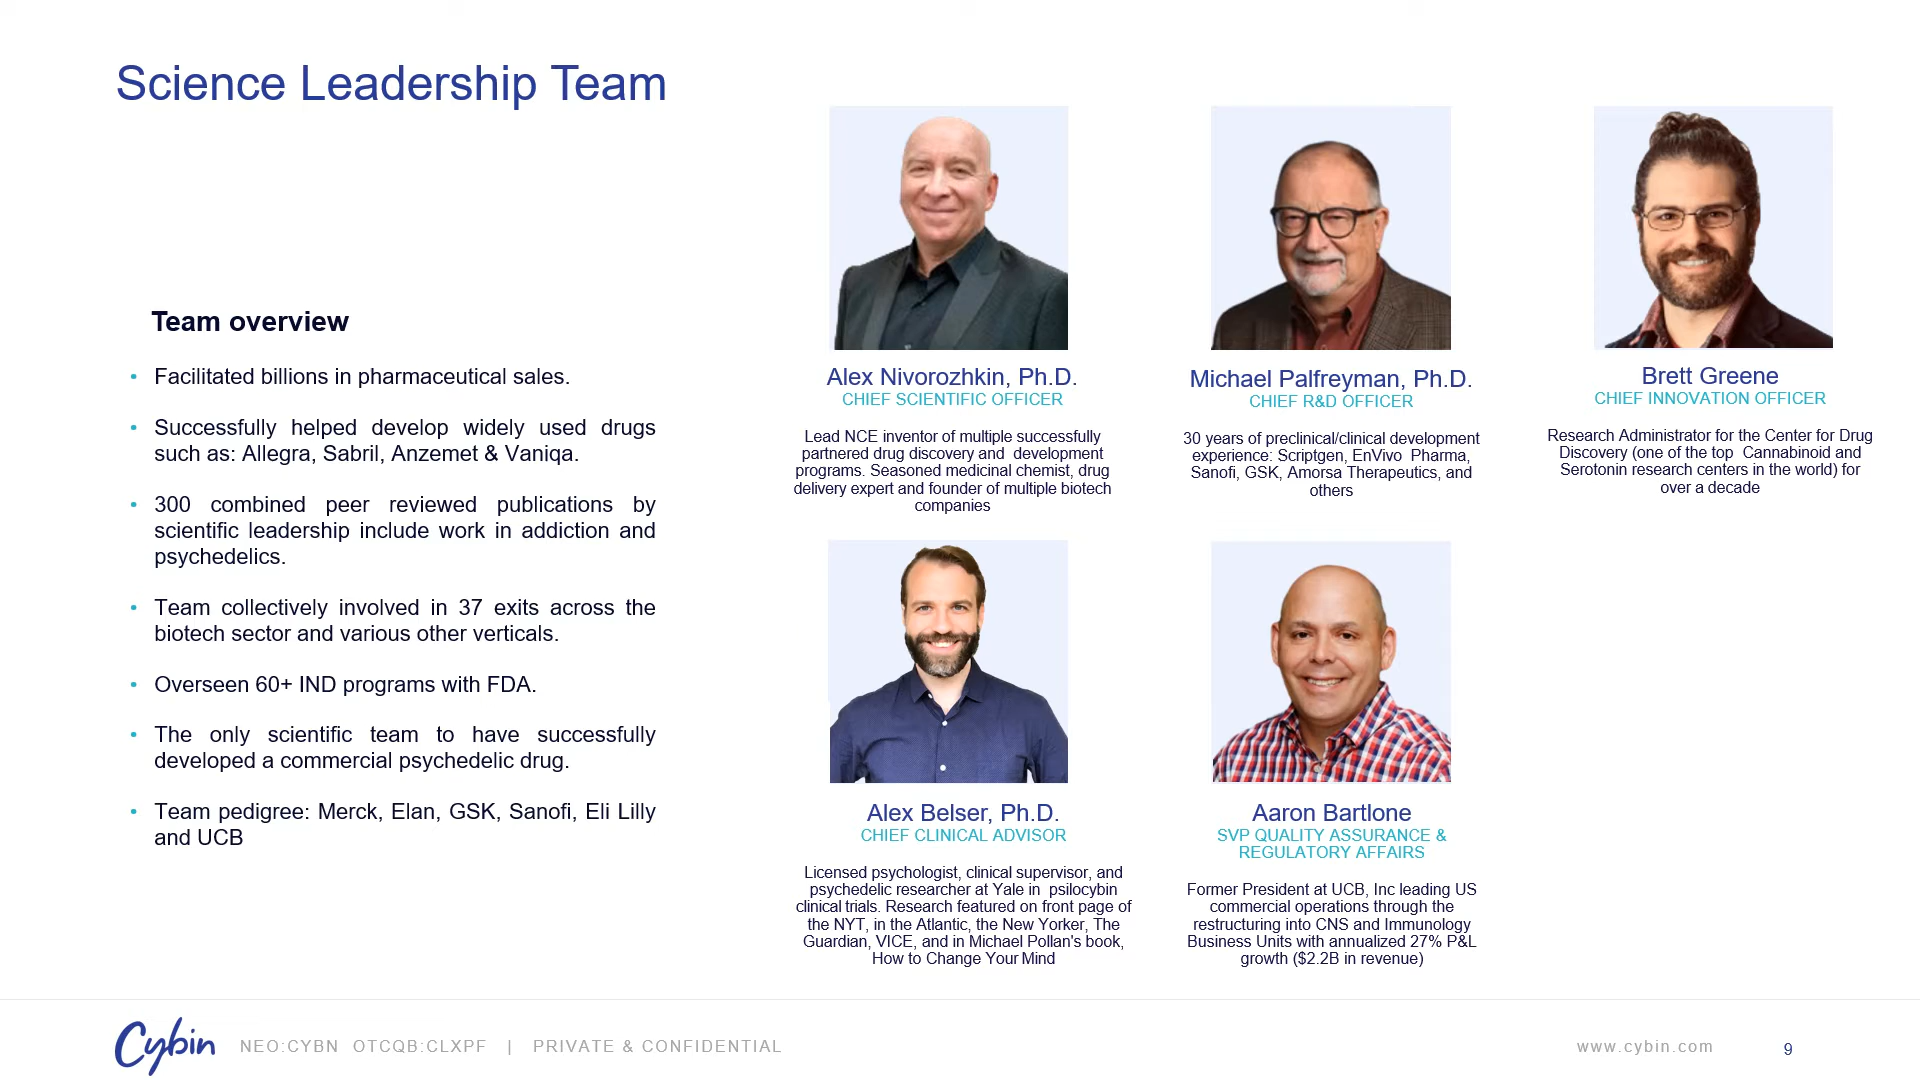 Science Leadership Team
Team overview
• Facilitated billions in pharmaceutical sales.
• Successfully helped develop widely used drugs
such as: Allegra, Sabril, Anzemet & Vaniqa.
• 300 combined peer reviewed publications by
scientific leadership include work in addiction and
psychedelics.
• Team collectively involved in 37 exits across the
biotech sector and various other verticals.
• Overseen 60+ IND programs with FDA.
• The only scientific team to have successfully
developed a commercial psychedelic drug.
• Team pedigree: Merck, Elan, GSK, Sanofi, Eli Lilly
and UCB
Alex Nivorozhkin, Ph.D.
CHIEF SCIENTIFIC OFFICER
Lead NCE inventor of multiple successfully
partnered drug discovery and development
programs. Seasoned medicinal chemist, drug
delivery expert and founder of multiple biotech
companies
Michael Palfreyman, Ph.D.
CHIEF R&D OFFICER
30 years of preclinical/clinical development
experience: Scriptgen, EnVivo Pharma,
Sanofi, GSK, Amorsa Therapeutics, and
others
Brett Greene
CHIEF INNOVATION OFFICER
Research Administrator for the Center for Drug
Discovery (one of the top Cannabinoid and
Serotonin research centers in the world) for
over a decade
Alex Belser, Ph.D.
CHIEF CLINICAL ADVISOR
Licensed psychologist, clinical supervisor, and
psychedelic researcher at Yale in psilocybin
clinical trials. Research featured on front page of
the NYT, in the Atlantic, the New Yorker, The
Guardian, VICE, and in Michael Pollan's book,
How to Change Your Mind
Aaron Bartlone
SVP QUALITY ASSURANCE &
REGULATORY AFFAIRS
Former President at UCB, Inc leading US
commercial operations through the
restructuring into CNS and Immunology
Business Units with annualized 27% P&L
growth ($2.2B in revenue)
Cybin NEO:CYBN OTCQB:CLXPF | PRIVATE & CONFIDENTIAL
www.cybin.com 9